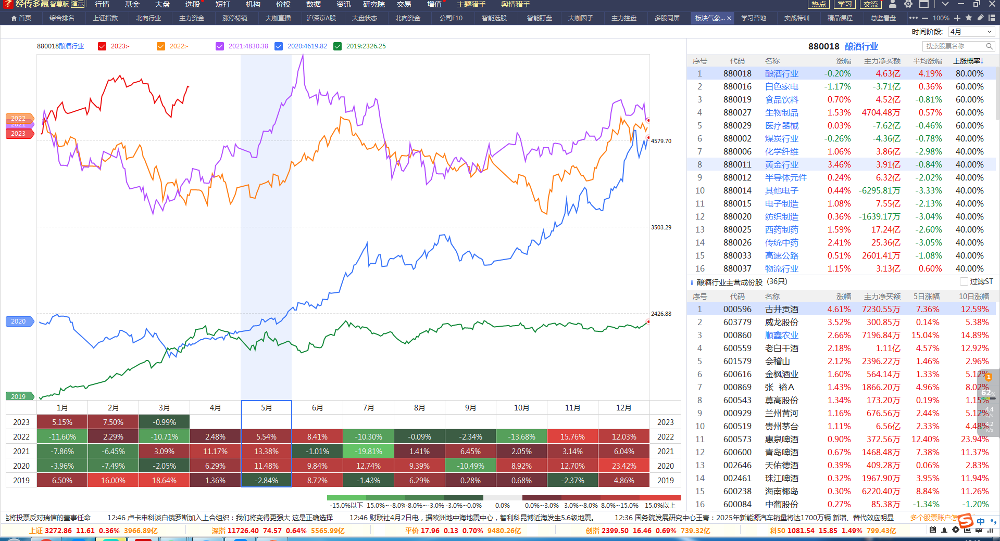 经传多赢 智尊版 演示 行情 基金 大盘 选股 短打 机构 价投 数据 资讯 研究院 交易 增值 主题猎手 舆情猎手 热点 学习 交流
首页 综合排名 上证指数 北向行业 主力资金 涨停棱镜 大咖直播 沪深京A股 大盘状态 北向资金 公司F10 智能选股 智能盯盘 大咖圈子 主力控盘 多股同屏 板块气象... × 学习营地 实战特训 精品课程 总监看盘 ••• — 100% +
时间阶段: 4月
880018酿酒行业 2023:- 2022:- 2021:4830.38 2020:4619.82 2019:2326.25
2022
2021
2023
2020
2019
4579.70
3503.29
2426.88
1月 2月 3月 4月 5月 6月 7月 8月 9月 10月 11月 12月
2023 5.15% 7.50% -0.99% 2023
2022 -11.60% 2.29% -10.71% 2.48% 5.54% 8.41% -10.30% -0.09% -2.34% -13.68% 15.76% 12.03% 2022
2021 -7.86% -6.45% 3.09% 11.17% 13.38% -1.01% -19.81% 1.41% 6.45% 2.05% 3.14% 6.04% 2021
2020 -3.96% -7.49% -2.05% 6.29% 11.48% 9.84% 12.74% 9.39% -10.49% 8.92% 12.70% 23.42% 2020
2019 6.50% 16.00% 18.64% 1.36% -2.84% 8.72% -1.43% 6.29% 0.28% 0.68% -2.37% 4.86% 2019
-15.0%以下 15.0%~-8.0% -8.0%~-3.0% -3.0%~0.0% 0.0% 0.0%~3.0% 3.0%~8.0% 8.0%~15.0% 15.0%以上
880018 酿酒行业 搜索股票名称
序号 代码 名称 涨幅 主力净买额 平均涨幅 上涨概率↓
1 880018 酿酒行业 -0.20% 4.63亿 4.19% 80.00%
2 880016 白色家电 -1.17% -3.71亿 0.36% 60.00%
3 880019 食品饮料 0.70% 4.52亿 -0.81% 60.00%
4 880027 生物制品 1.53% 4704.48万 0.57% 60.00%
5 880029 医疗器械 0.03% -7.62亿 -0.46% 60.00%
6 880002 煤炭行业 -0.26% -4.36亿 -0.78% 40.00%
7 880006 化学纤维 1.06% 3.86亿 -2.98% 40.00%
8 880011 黄金行业 3.46% 3.91亿 -0.84% 40.00%
9 880012 半导体元件 0.24% 6.32亿 -2.02% 40.00%
10 880014 其他电子 0.44% -6295.81万 -3.33% 40.00%
11 880015 电子制造 1.08% 7.55亿 -2.13% 40.00%
12 880020 纺织制造 0.36% -1639.17万 -3.04% 40.00%
13 880025 西药制药 1.59% 17.24亿 -2.60% 40.00%
14 880026 传统中药 2.41% 25.36亿 -3.05% 40.00%
15 880033 高速公路 0.51% 2601.41万 -1.08% 40.00%
16 880037 物流行业 1.15% 3.13亿 0.60% 40.00%
酿酒行业主营成份股 (36只) 过滤ST
序号 代码 名称 涨幅 主力净买额 5日涨幅 10日涨幅
1 000596 古井贡酒 4.61% 7230.55万 7.36% 12.59%
2 603779 威龙股份 3.52% 300.85万 0.14% 5.38%
3 000860 顺鑫农业 2.66% 7196.84万 15.04% 14.89%
4 600559 老白干酒 2.18% 1.11亿 4.57% 12.92%
5 601579 会稽山 2.12% 2396.22万 1.46% 2.96%
6 600616 金枫酒业 1.60% 564.14万 1.33% 5.12%
7 000869 张 裕A 1.43% 1866.20万 4.96% 8.02%
8 600543 莫高股份 1.34% 173.20万 0.19% 1.15%
9 000929 兰州黄河 1.16% 676.56万 2.44% 5.12%
10 600519 贵州茅台 1.11% 6.56亿 2.33% 4.48%
11 600573 惠泉啤酒 0.90% 372.56万 12.40% 23.94%
12 600600 青岛啤酒 0.67% 1468.48万 7.38% 11.37%
13 002646 天佑德酒 0.39% 409.28万 0.06% 2.83%
14 002461 珠江啤酒 0.32% 1967.90万 3.95% 11.94%
15 600238 海南椰岛 0.30% 6220.40万 8.84% 11.26%
16 600084 中葡股份 0.27% 85.38万 -1.34% -1.20%
1
62%
4.4
K/s
4.2
K/s
金将投票反对瑞信的董事任命 12:46 卢卡申科谈白俄罗斯加入上合组织：我们将变得更强大 这是正确选择 12:46 财联社4月2日电，据欧洲地中海地震中心，智利科昆博近海发生5.6级地震。 12:36 国务院发展研究中心王青：2025年新能源汽车销量将达1700万辆 新增、替代效应明显 多个股票账户怎
上证 3272.86 11.61 0.36% 3966.89亿 深指 11726.40 74.57 0.64% 5565.99亿 平价 17.96 0.13 0.70% 9480.26亿 创指 2399.50 16.46 0.69% 739.32亿 科50 1081.54 15.85 1.49% 799.43亿
S 中